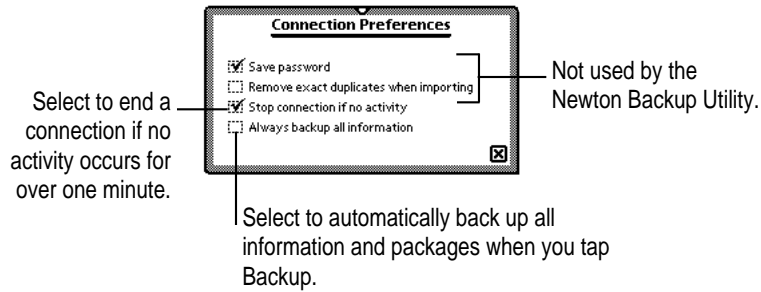 Connection Preferences
Save password
Remove exact duplicates when importing
Stop connection if no activity
Always backup all information
Not used by the
Newton Backup Utility.
Select to end a
connection if no
activity occurs for
over one minute.
Select to automatically back up all
information and packages when you tap
Backup.